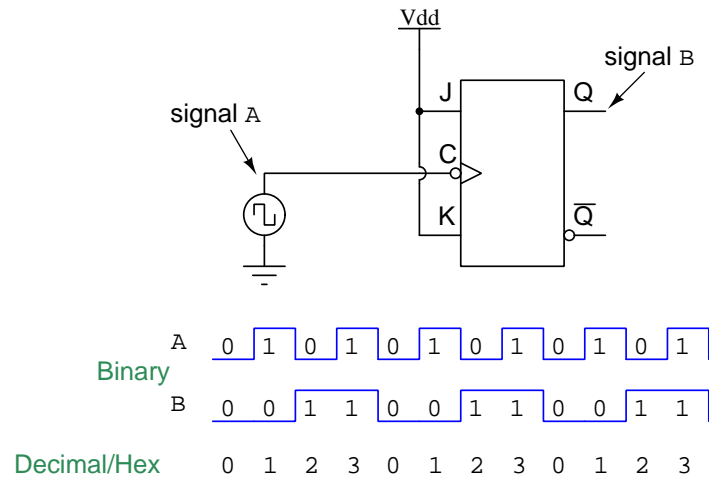 Vdd
signal B
J Q
signal A
C
K Q
A 0 1 0 1 0 1 0 1 0 1 0 1
Binary
B 0 0 1 1 0 0 1 1 0 0 1 1
Decimal/Hex 0 1 2 3 0 1 2 3 0 1 2 3